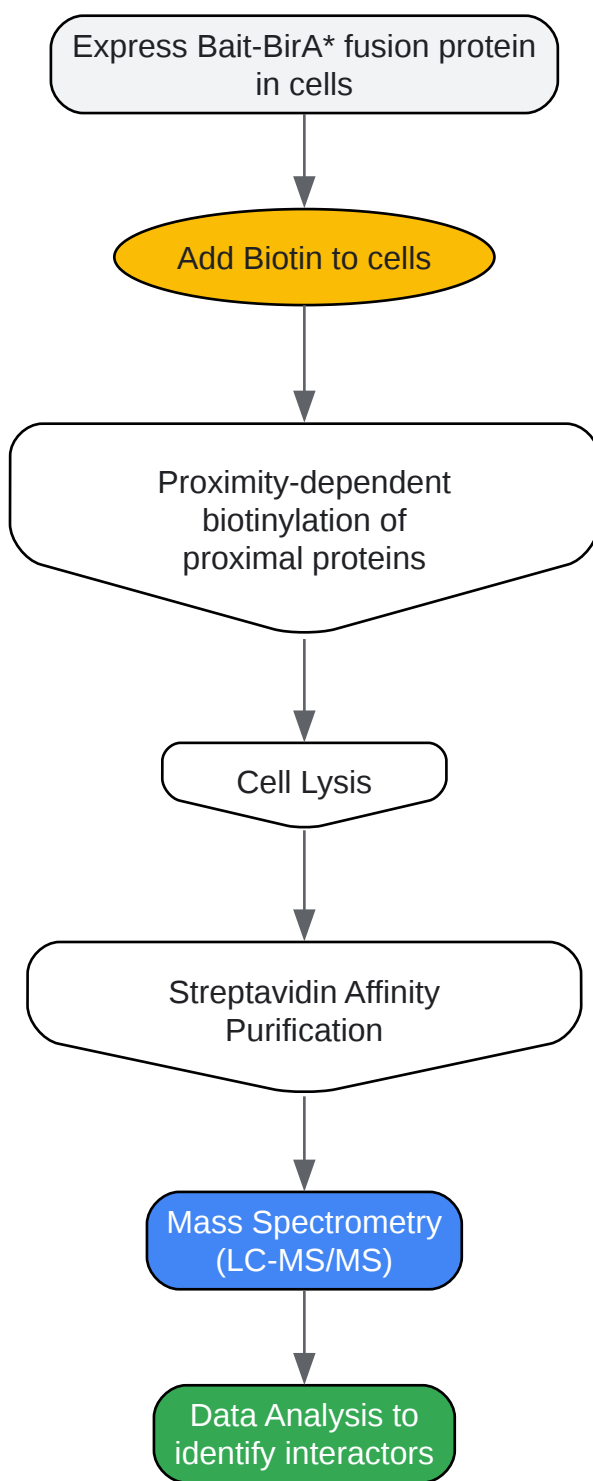 Express Bait-BirA* fusion protein
in cells
Add Biotin to cells
Proximity-dependent
biotinylation of
proximal proteins
Cell Lysis
Streptavidin Affinity
Purification
Mass Spectrometry
(LC-MS/MS)
Data Analysis to
identify interactors